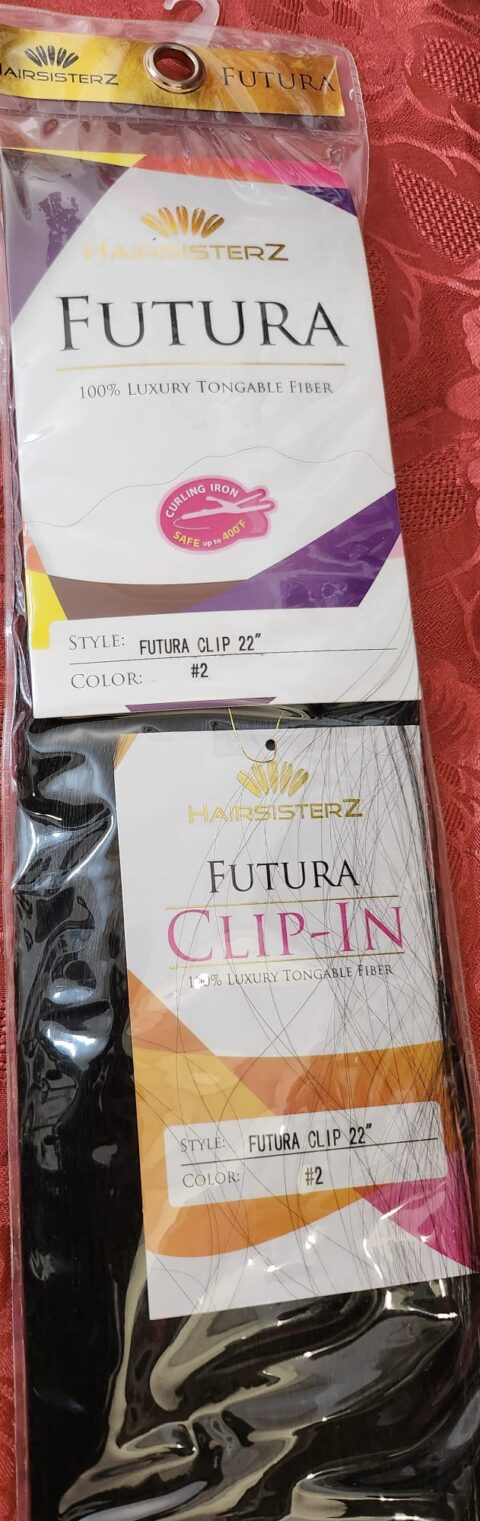 HAIRSISTERZ FUTURA
HAIRSISTERZ
FUTURA
100% LUXURY TONGABLE FIBER
CURLING IRON
SAFE up to 400°F
STYLE: FUTURA CLIP 22"
COLOR: #2
HAIRSISTERZ
FUTURA
CLIP-IN
100% LUXURY TONGABLE FIBER
STYLE: FUTURA CLIP 22"
COLOR: #2